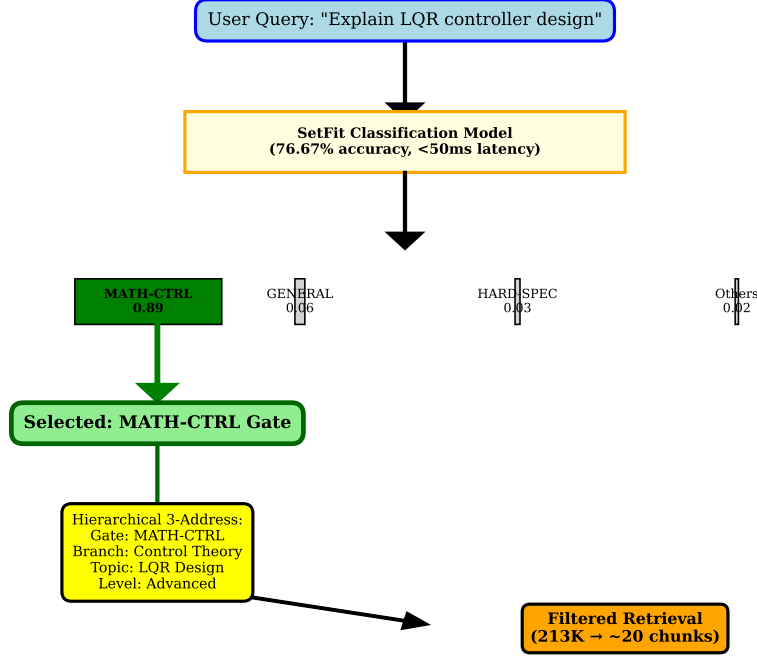 User Query: "Explain LQR controller design"
SetFit Classification Model
(76.67% accuracy, <50ms latency)
MATH-CTRL
0.89
GENERAL
0.06
HARD-SPEC
0.03
Others
0.02
Selected: MATH-CTRL Gate
Hierarchical 3-Address:
Gate: MATH-CTRL
Branch: Control Theory
Topic: LQR Design
Level: Advanced
Filtered Retrieval
(213K → ~20 chunks)